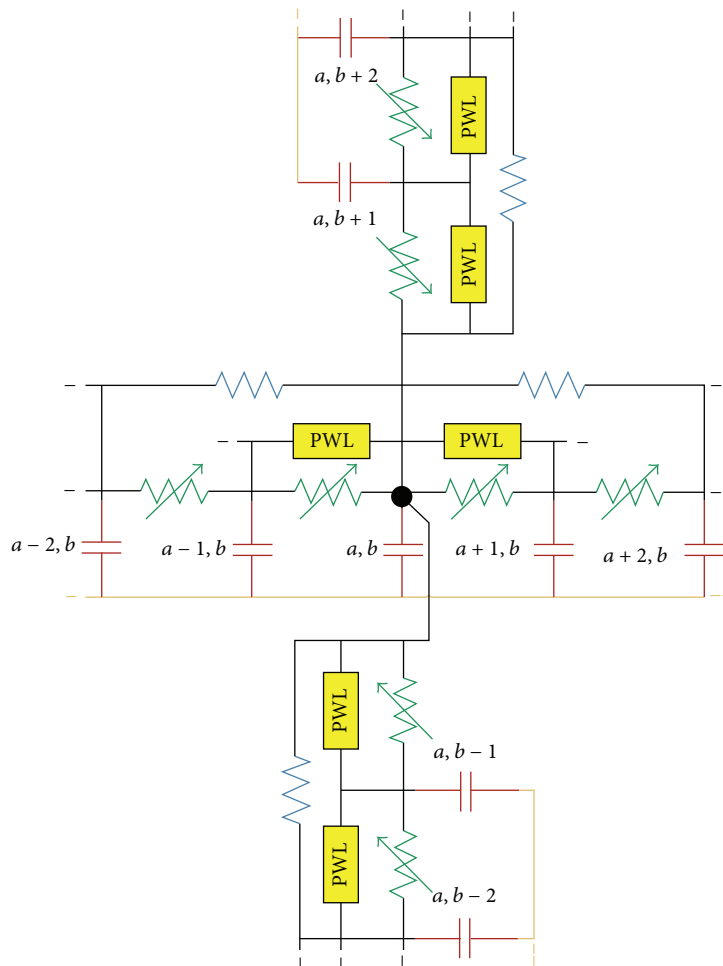 a, b + 2
PWL
a, b + 1
PWL
PWL PWL
a − 2, b a − 1, b a, b a + 1, b a + 2, b
PWL
a, b − 1
PWL
a, b − 2